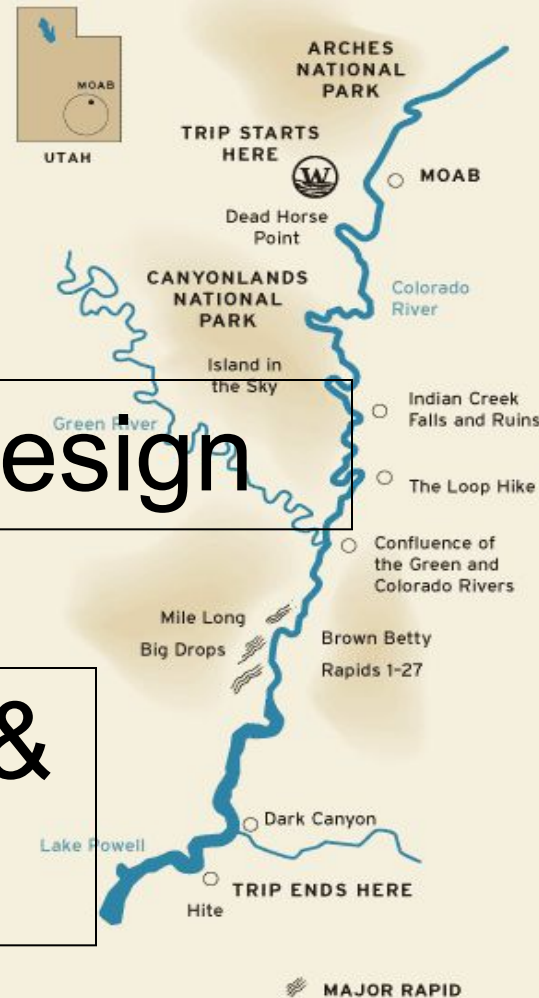 ARCHES
NATIONAL
PARK
MOAB
UTAH
TRIP STARTS
HERE
W
MOAB
Dead Horse
Point
CANYONLANDS
NATIONAL
PARK
Colorado
River
Island in
the Sky
Indian Creek
Falls and Ruins
Green River
esign
The Loop Hike
Confluence of
the Green and
Colorado Rivers
Mile Long
Big Drops
Brown Betty
Rapids 1-27
&
Dark Canyon
Lake Powell
TRIP ENDS HERE
Hite
MAJOR RAPID